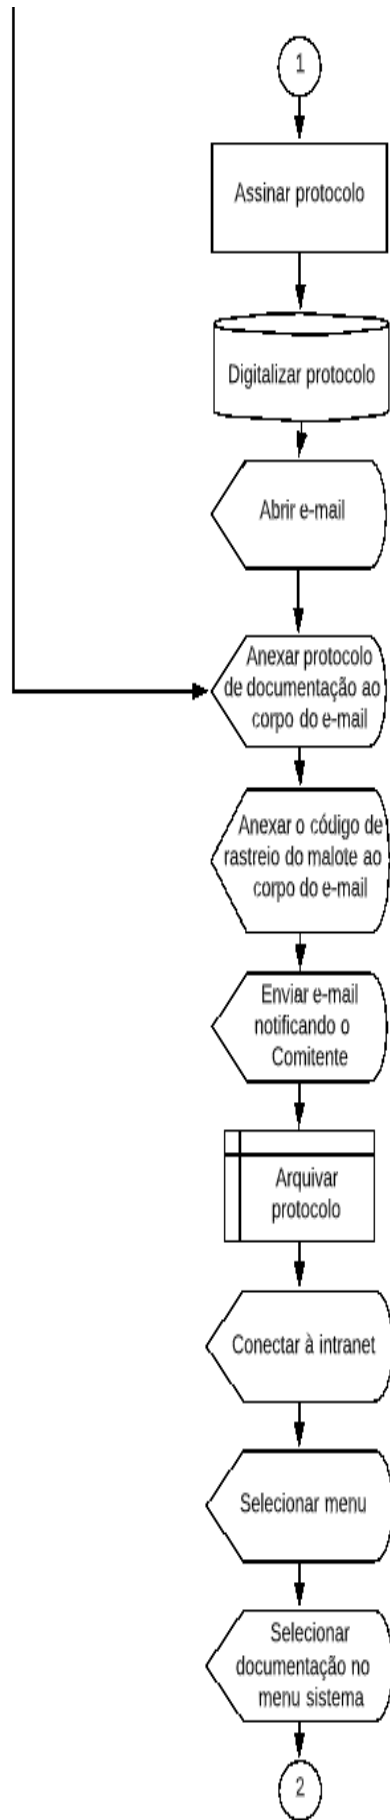 1
Assinar protocolo
Digitalizar protocolo
Abrir e-mail
Anexar protocolo
de documentação ao
corpo do e-mail
Anexar o código de
rastreio do malote ao
corpo do e-mail
Enviar e-mail
notificando o
Comitente
Arquivar
protocolo
Conectar à intranet
Selecionar menu
Selecionar
documentação no
menu sistema
2